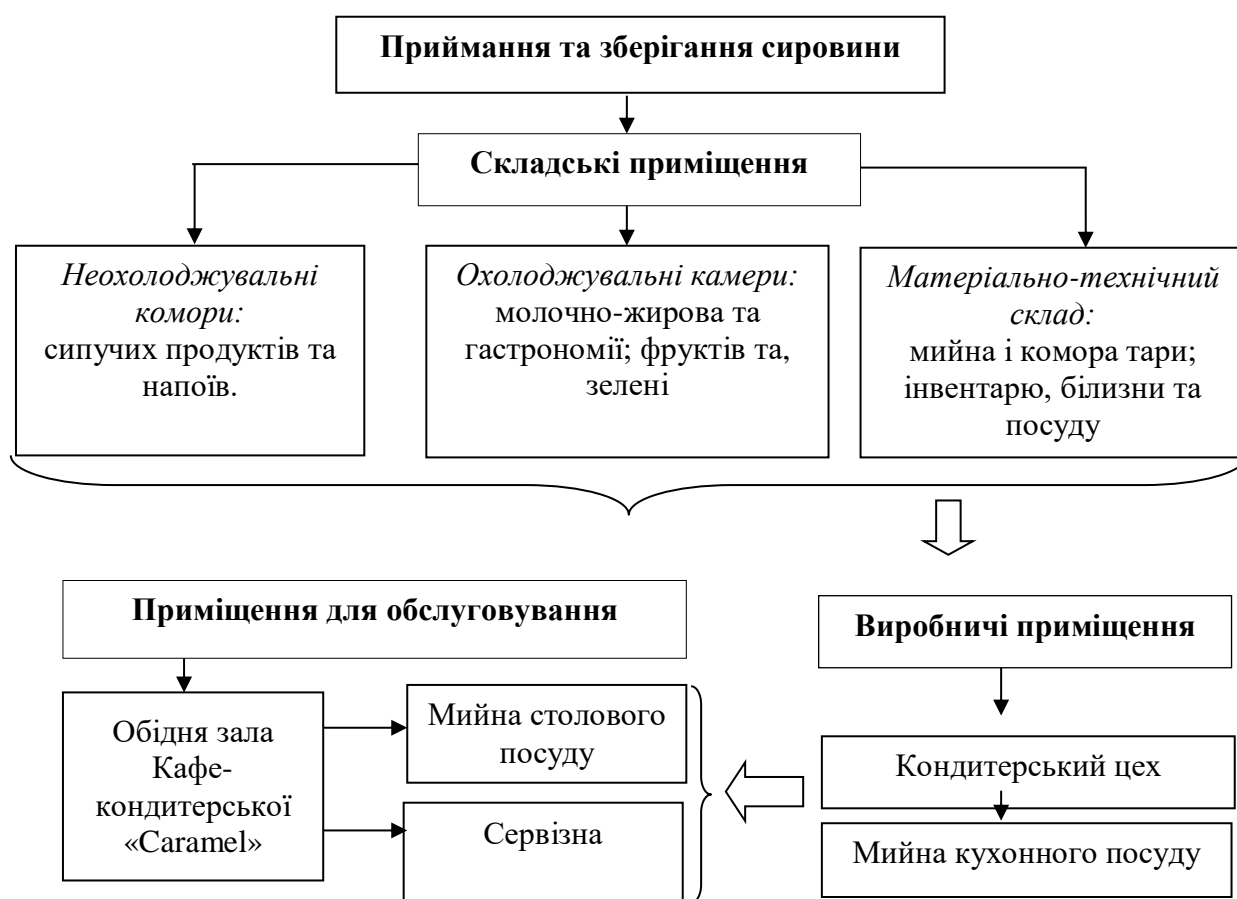 Приймання та зберігання сировини
Складські приміщення
Неохолоджувальні
комори:
сипучих продуктів та
напоїв.
Охолоджувальні камери:
молочно-жирова та
гастрономії; фруктів та,
зелені
Матеріально-технічний
склад:
мийна і комора тари;
інвентарю, білизни та
посуду
Приміщення для обслуговування
Обідня зала
Кафе-
кондитерської
«Caramel»
Мийна столового
посуду
Сервізна
Виробничі приміщення
Кондитерський цех
Мийна кухонного посуду